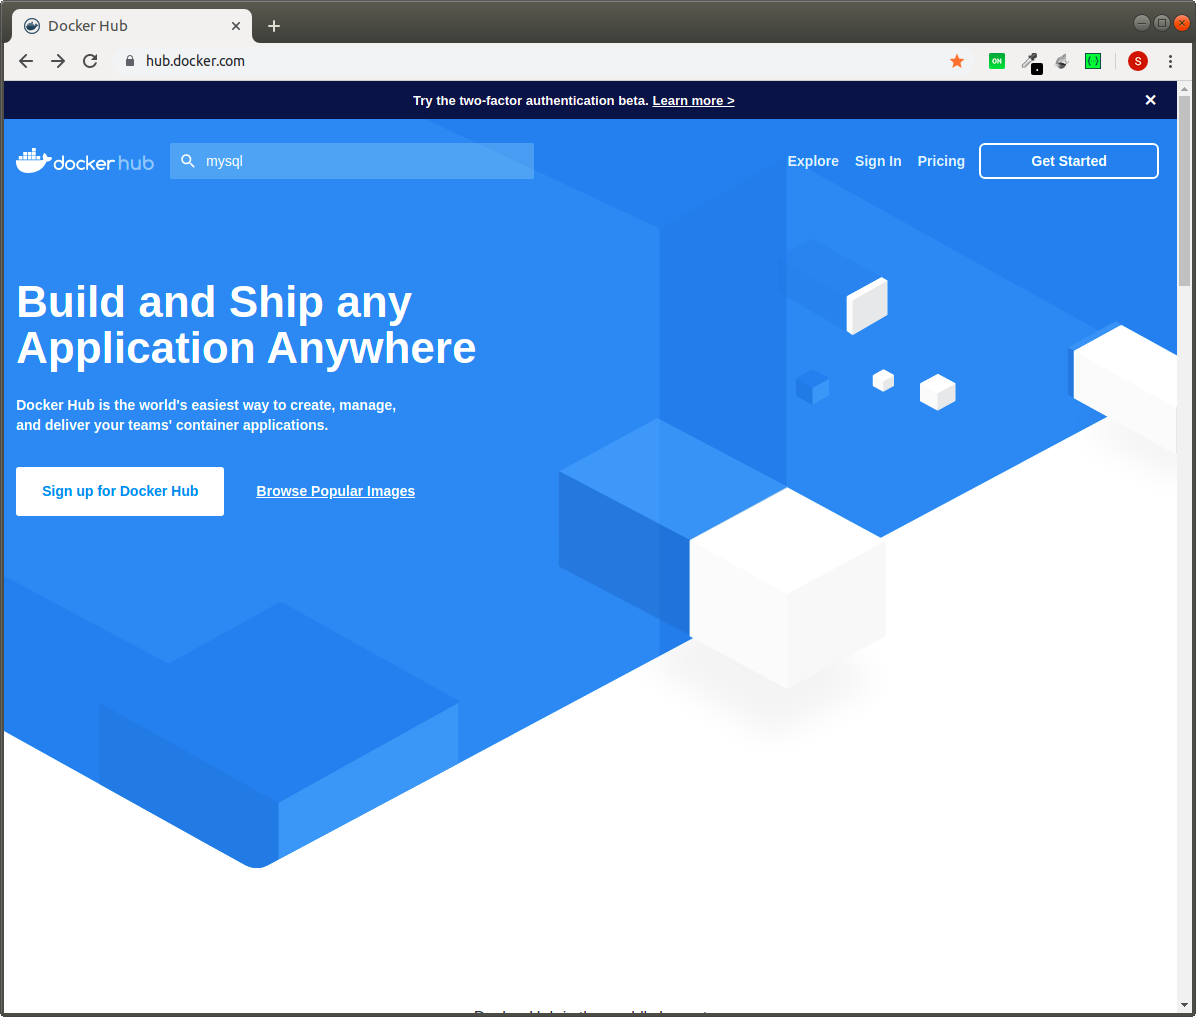 Docker Hub
hub.docker.com
ON
S
Try the two-factor authentication beta. Learn more >
docker hub
mysql
Explore
Sign In
Pricing
Get Started
Build and Ship any
Application Anywhere
Docker Hub is the world's easiest way to create, manage,
and deliver your teams' container applications.
Sign up for Docker Hub
Browse Popular Images